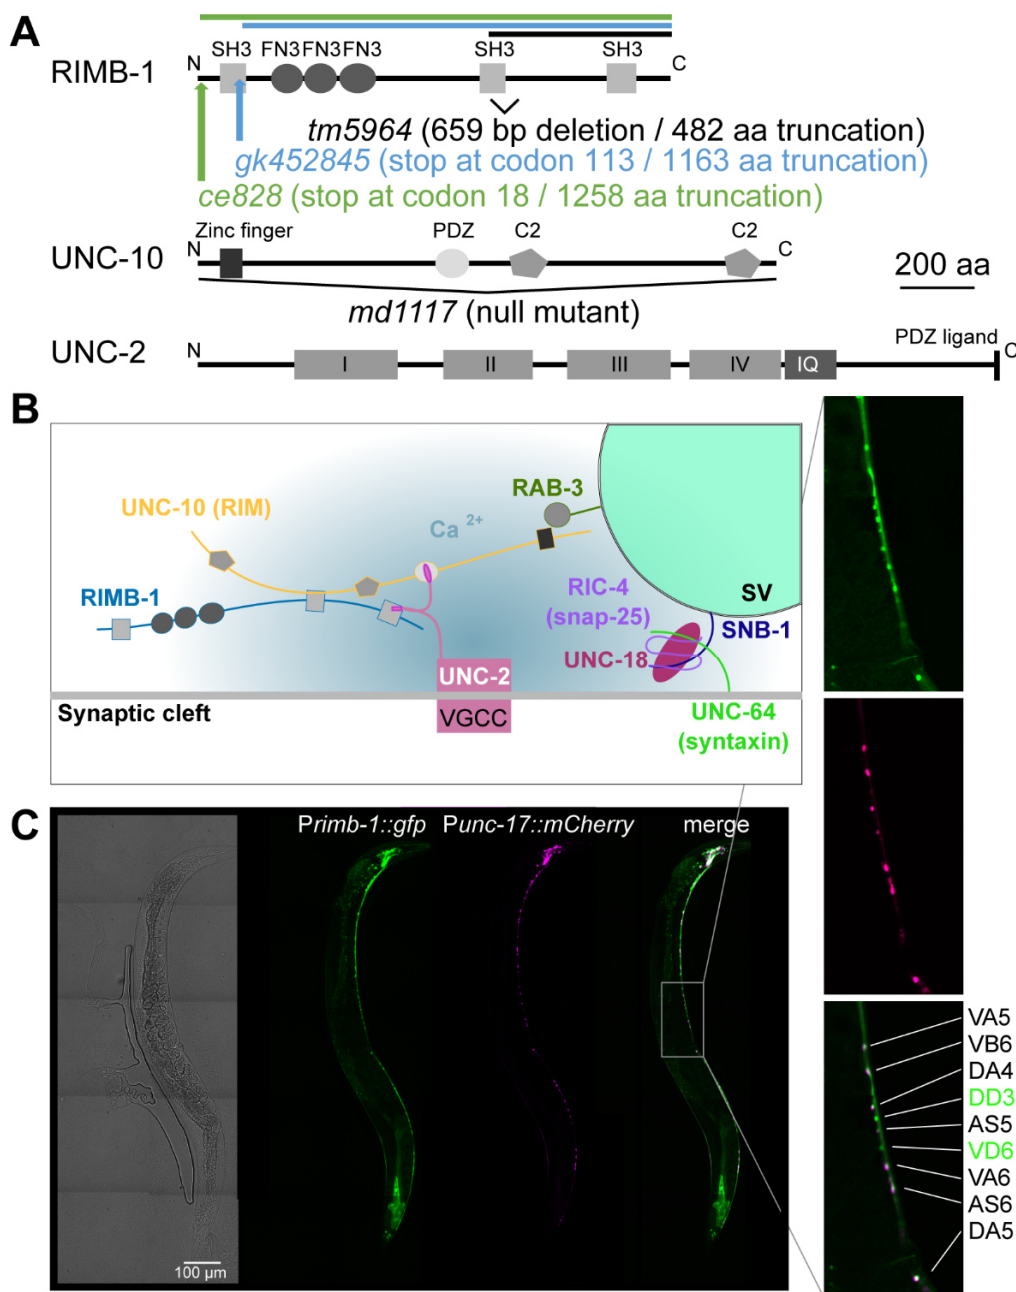 A
N
SH3
FN3FN3FN3
SH3
SH3
C
RIMB-1
tm5964 (659 bp deletion / 482 aa truncation)
gk452845 (stop at codon 113 / 1163 aa truncation)
ce828 (stop at codon 18 / 1258 aa truncation)
N
Zinc finger
PDZ
C2
C2
C
UNC-10
200 aa
md1117 (null mutant)
UNC-2
N
I
II
III
IV
IQ
PDZ ligand
C
B
UNC-10 (RIM)
Ca 2+
RAB-3
RIMB-1
SV
RIC-4
(snap-25)
SNB-1
UNC-18
UNC-2
Synaptic cleft
VGCC
UNC-64
(syntaxin)
C
Primb-1::gfp
Punc-17::mCherry
merge
100 µm
VA5
VB6
DA4
DD3
AS5
VD6
VA6
AS6
DA5